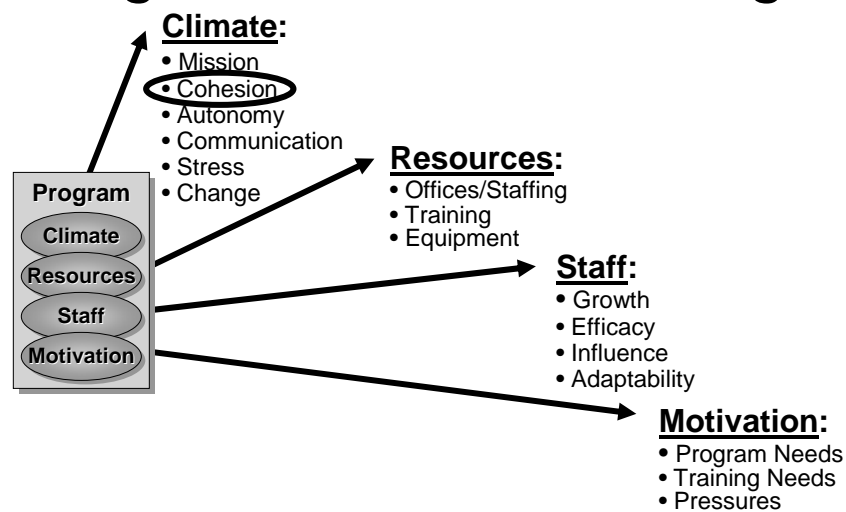 Climate:
• Mission
• Cohesion
• Autonomy
• Communication
• Stress
• Change
Program
Climate
Resources
Staff
Motivation
Resources:
• Offices/Staffing
• Training
• Equipment
Staff:
• Growth
• Efficacy
• Influence
• Adaptability
Motivation:
• Program Needs
• Training Needs
• Pressures